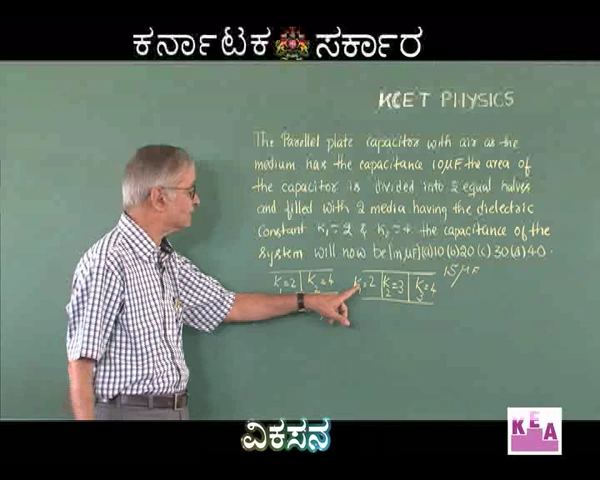 ಕರ್ನಾಟಕ ಸರ್ಕಾರ
KCET PHYSICS
The Parellel plate capacitor with air as the
medium has the capacitance 10μF. the area of
the capacitor is divided into 2 equal halves
and filled with 2 media having the dielectric
constant K₁=2 & K₂=4 the capacitance of the
system will now be(in μF)(a)10(b)20(c)30(d)40.
K₁=2 K₂=4 K₁=2 K₂=3 K₃=4 15μF
ವಿಕಸನ
KEA